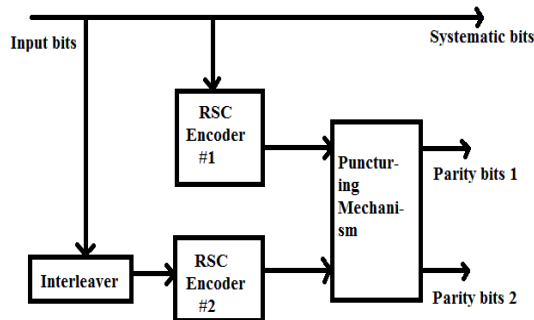 Input bits
Systematic bits
RSC
Encoder
#1
Punctur-
ing
Mechani-
sm
Parity bits 1
Interleaver
RSC
Encoder
#2
Parity bits 2